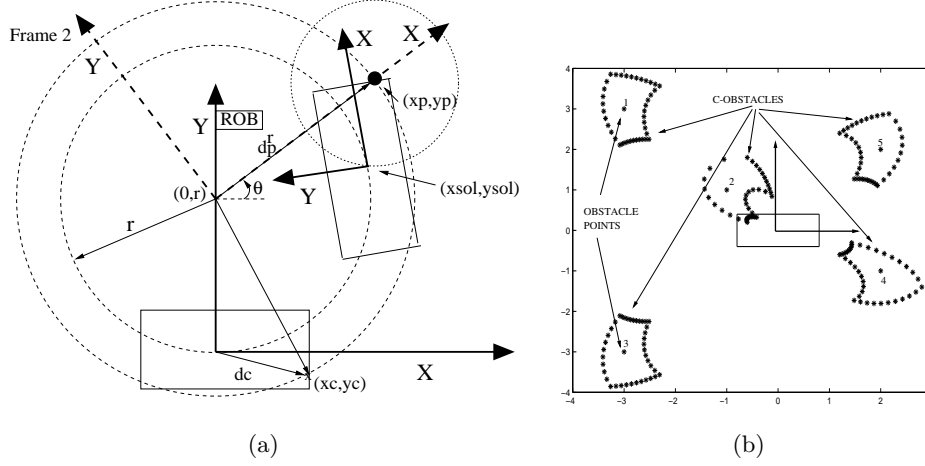 Frame 2
Y
Y
ROB
X
X
(xp,yp)
r
dp
θ
(0,r)
Y
(xsol,ysol)
r
X
dc
(xc,yc)
(a)
4
3
2
1
0
−1
−2
−3
−4
−4 −3 −2 −1 0 1 2
C-OBSTACLES
1
5
2
OBSTACLE
POINTS
4
3
(b)